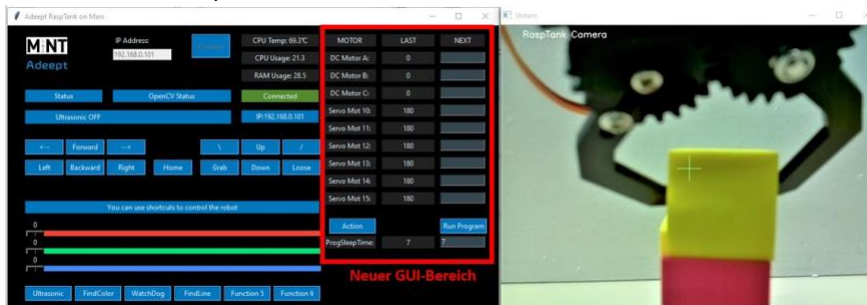 Adeept RaspTank on Mars
Stream
MINT
Adeept
IP Address:
192.168.0.101
Connect
CPU Temp: 69.3℃
CPU Usage: 21.3
RAM Usage: 28.5
Status
OpenCV Status
Connected
Ultrasonic OFF
IP:192.168.0.101
<--
Forward
-->
\
Up
/
Left
Backward
Right
Home
Grab
Down
Loose
You can use shortcuts to control the robot
0
0
0
Ultrasonic
FindColor
WatchDog
FindLine
Function 5
Function 6
MOTOR LAST NEXT
DC Motor A: 0
DC Motor B: 0
DC Motor C: 0
Servo Mot 10: 180
Servo Mot 11: 180
Servo Mot 12: 180
Servo Mot 13: 180
Servo Mot 14: 180
Servo Mot 15: 180
Action Run Program
ProgSleepTime: 7 7
Neuer GUI-Bereich
RaspTank Camera